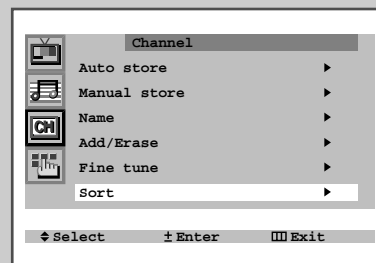 Channel
Auto store
Manual store
CH
Name
Add/Erase
Fine tune
Sort
Select ± Enter Exit